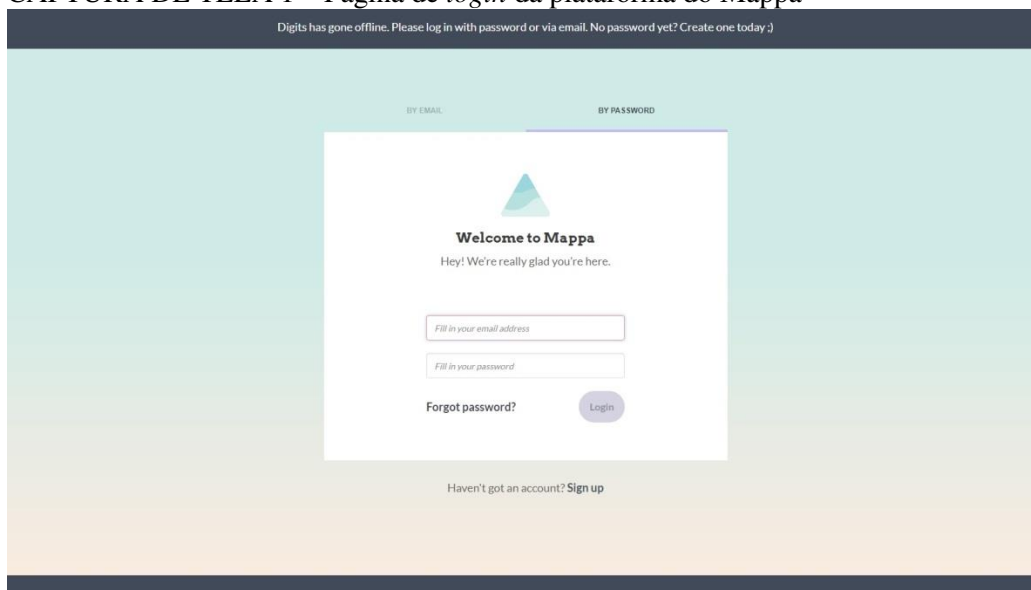 CAPTURA DE TELA 1 – Página de login da plataforma do Mappa
Digits has gone offline. Please log in with password or via email. No password yet? Create one today ;)
BY EMAIL
BY PASSWORD
Welcome to Mappa
Hey! We're really glad you're here.
Fill in your email address
Fill in your password
Forgot password?
Login
Haven't got an account? Sign up